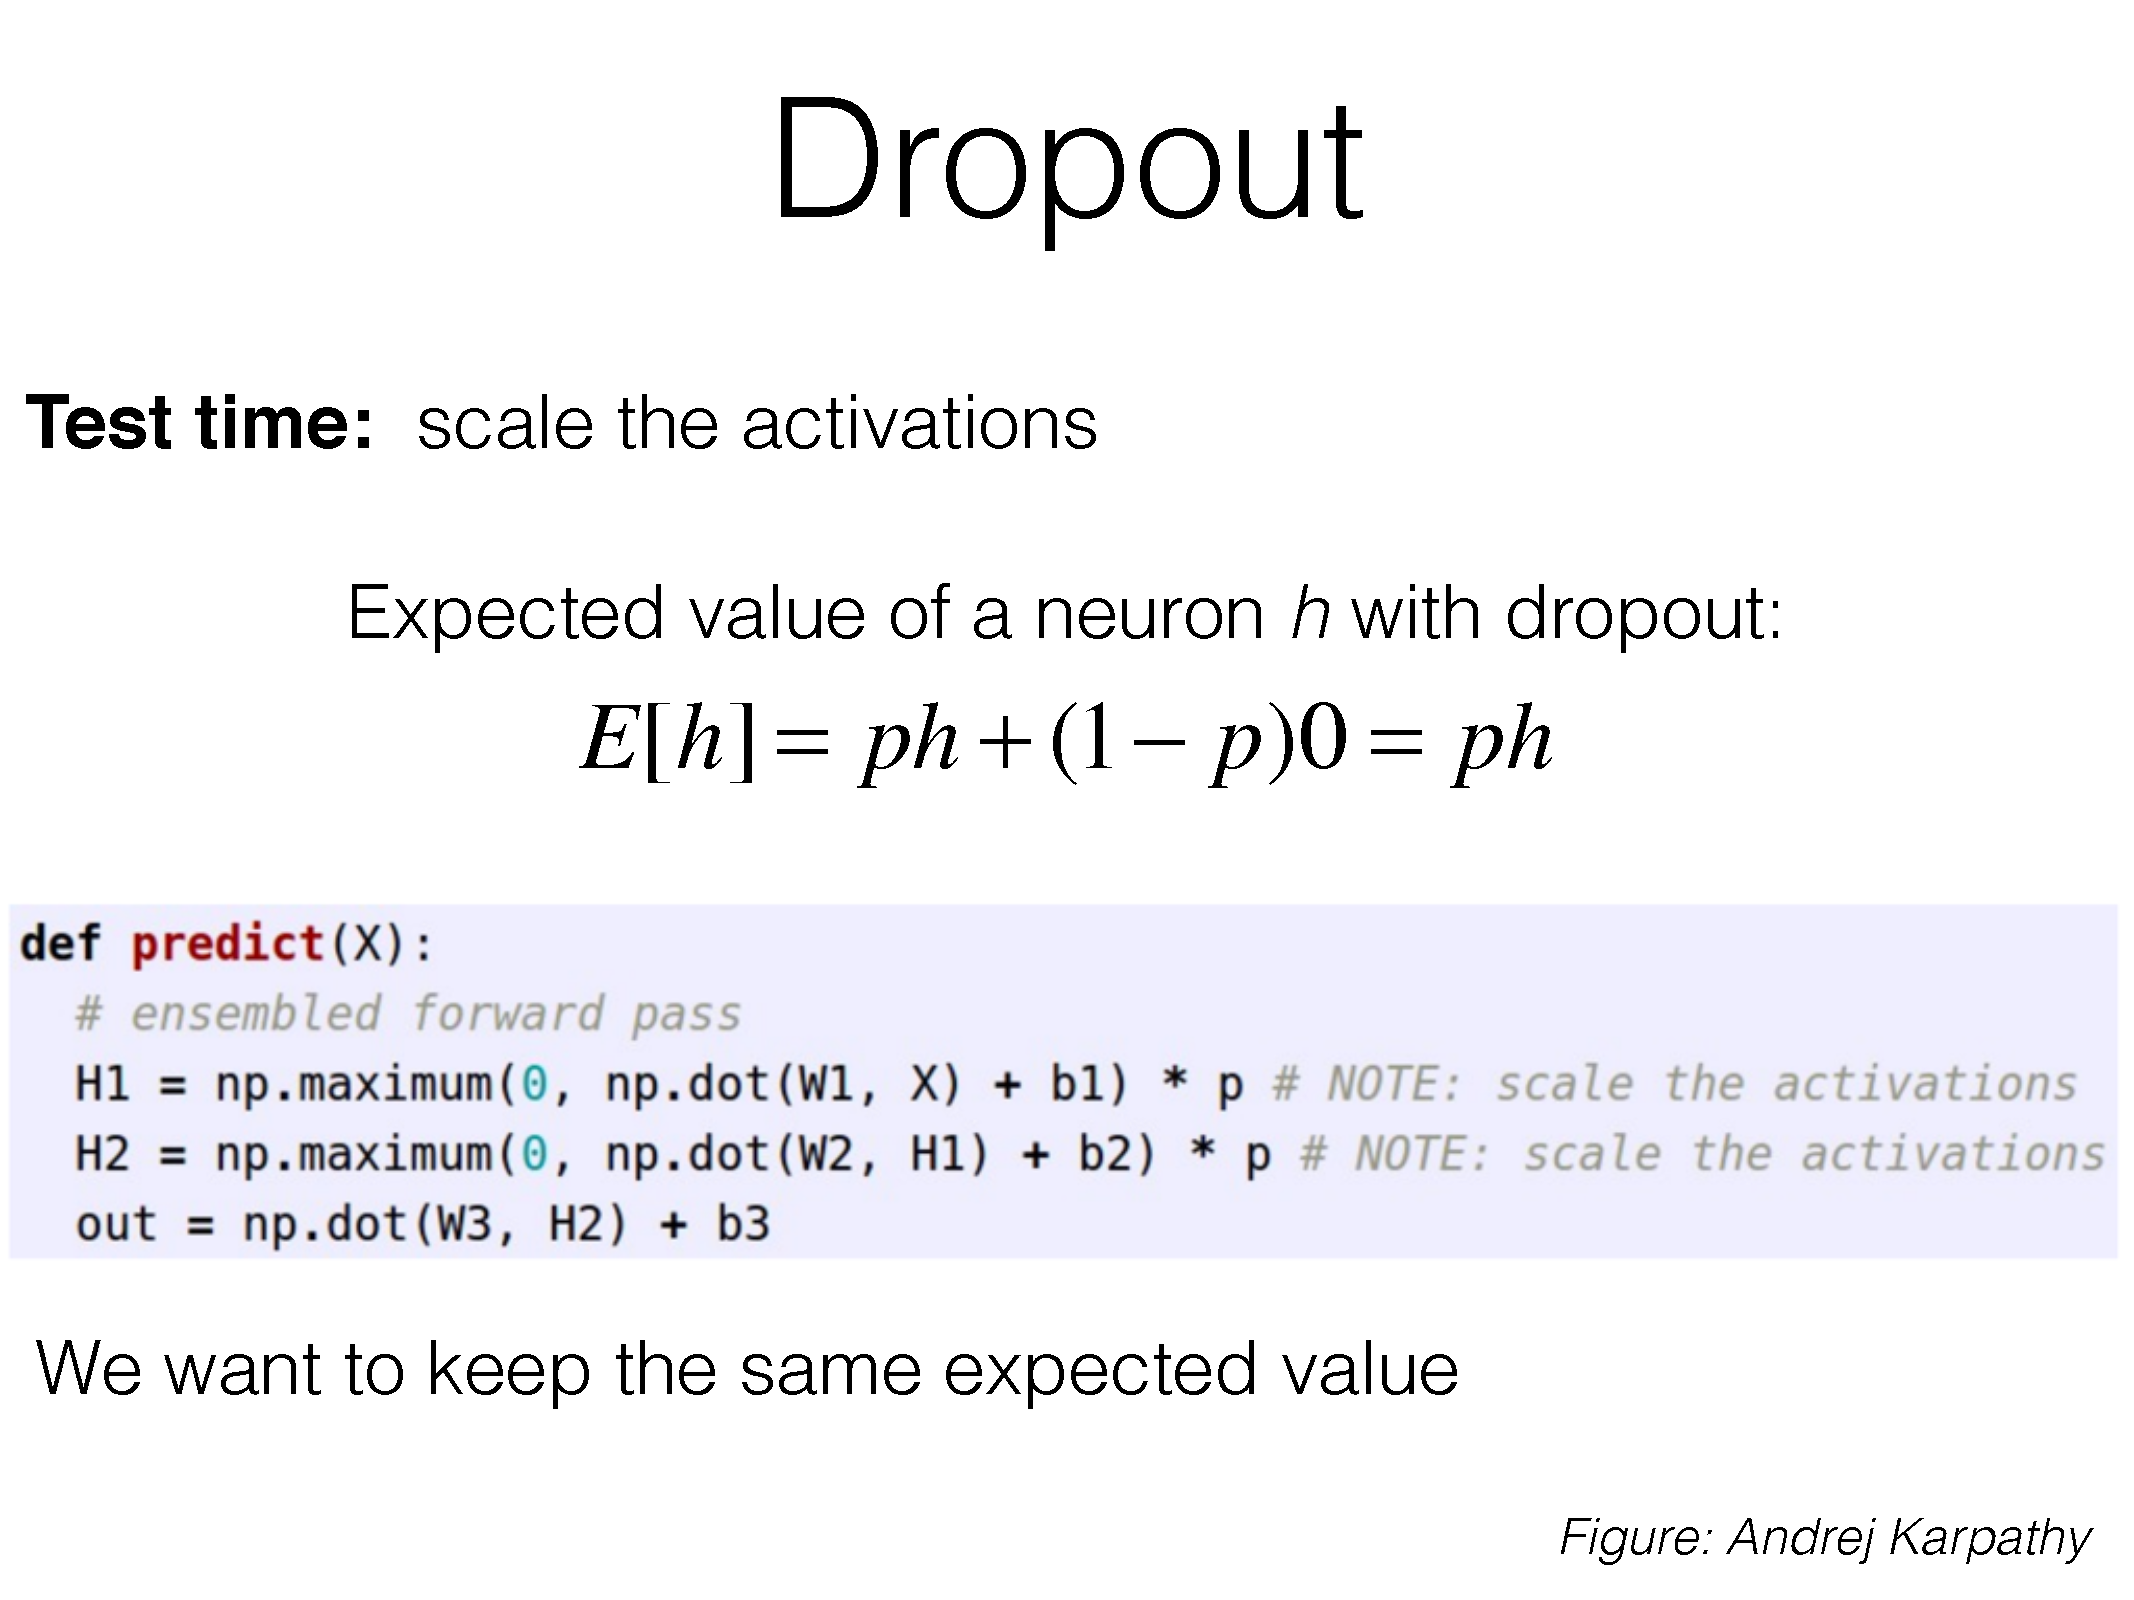 Dropout
Test time: scale the activations
Expected value of a neuron h with dropout:
E[h] = ph + (1 − p)0 = ph
def predict(X):
  # ensembled forward pass
  H1 = np.maximum(0, np.dot(W1, X) + b1) * p # NOTE: scale the activations
  H2 = np.maximum(0, np.dot(W2, H1) + b2) * p # NOTE: scale the activations
  out = np.dot(W3, H2) + b3
We want to keep the same expected value
Figure: Andrej Karpathy